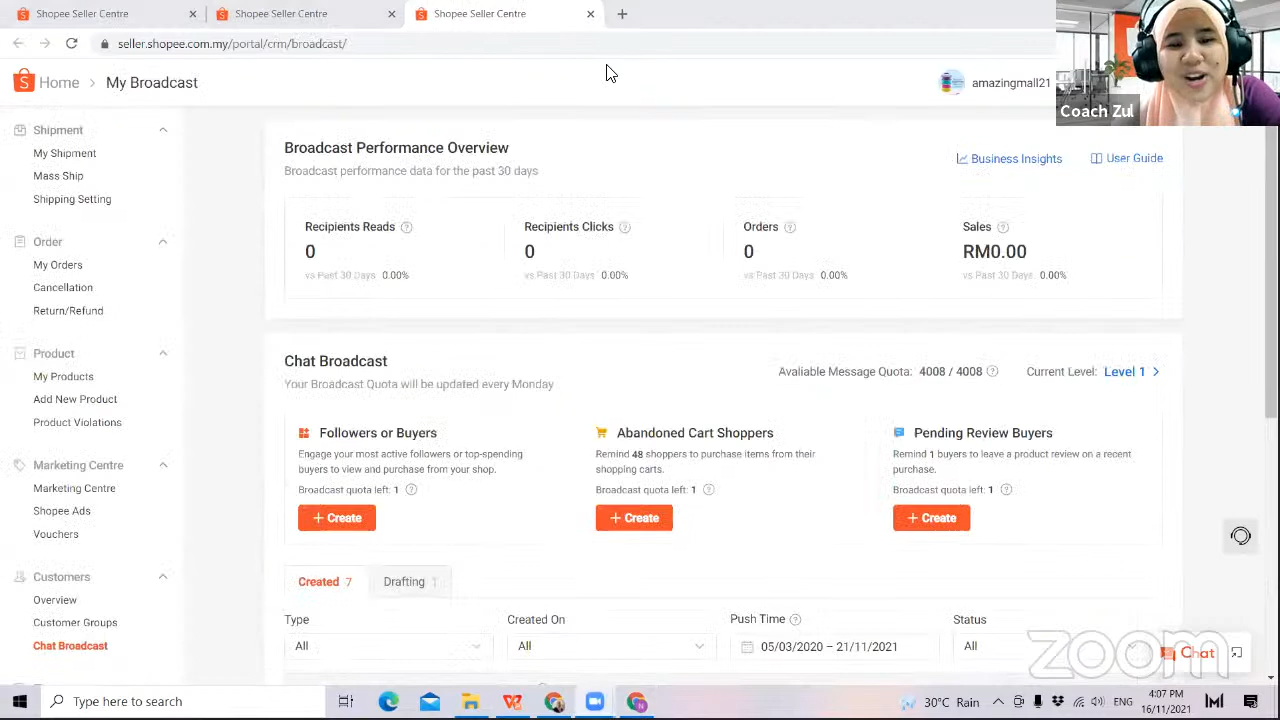 Shopee Seller Centre
Shopee Seller Centre
Shopee Seller Centre
seller.shopee.com.my/portal/crm/broadcast/
Home > My Broadcast
amazingmall21
Coach Zul
Shipment
My Shipment
Mass Ship
Shipping Setting
Order
My Orders
Cancellation
Return/Refund
Product
My Products
Add New Product
Product Violations
Marketing Centre
Marketing Centre
Shopee Ads
Vouchers
Customers
Overview
Customer Groups
Chat Broadcast
Broadcast Performance Overview
Broadcast performance data for the past 30 days
Business Insights
User Guide
Recipients Reads
0
vs Past 30 Days 0.00%
Recipients Clicks
0
vs Past 30 Days 0.00%
Orders
0
vs Past 30 Days 0.00%
Sales
RM0.00
vs Past 30 Days 0.00%
Chat Broadcast
Your Broadcast Quota will be updated every Monday
Available Message Quota: 4008 / 4008
Current Level: Level 1 >
Followers or Buyers
Engage your most active followers or top-spending
buyers to view and purchase from your shop.
Broadcast quota left: 1
+ Create
Abandoned Cart Shoppers
Remind 48 shoppers to purchase items from their
shopping carts.
Broadcast quota left: 1
+ Create
Pending Review Buyers
Remind 1 buyers to leave a product review on a recent
purchase.
Broadcast quota left: 1
+ Create
Created 7
Drafting 1
Type
All
Created On
All
Push Time
05/03/2020 – 21/11/2021
Status
All
zoom
Chat
Type here to search
30°C Rain
ENG
4:07 PM
16/11/2021